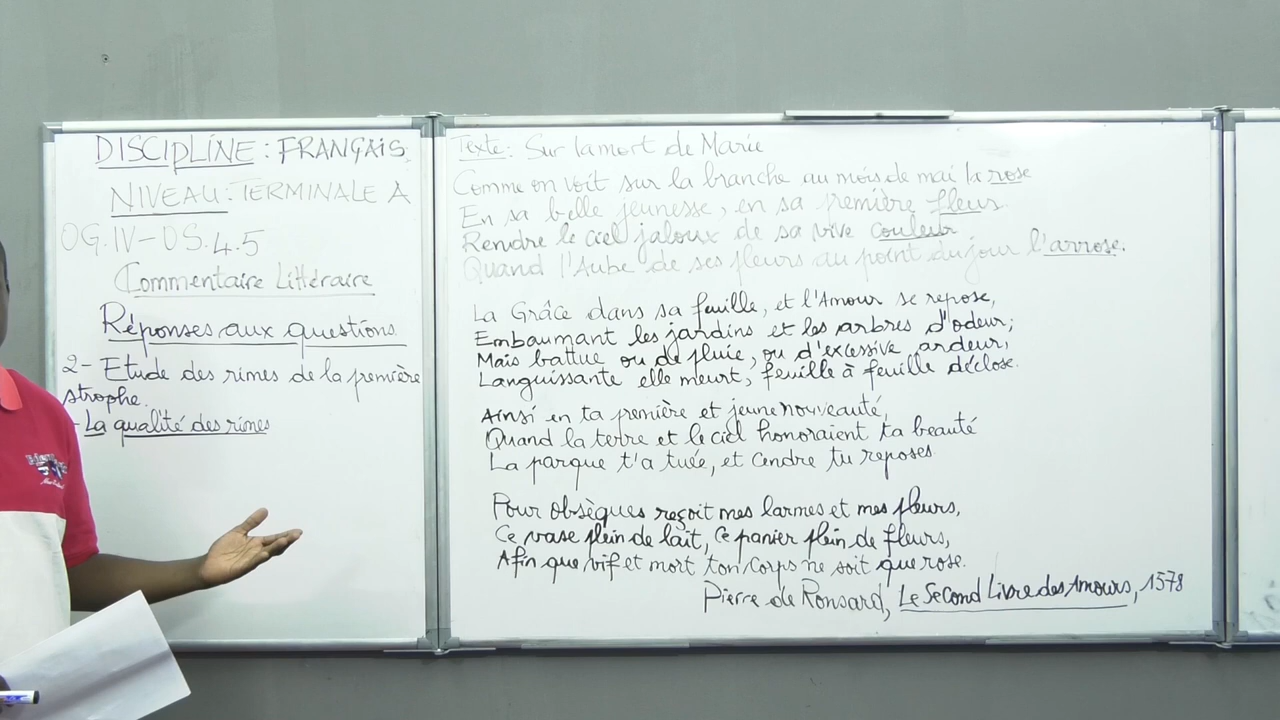 DISCIPLINE : FRANÇAIS
NIVEAU : TERMINALE A
OG.IV - OS.4.5
Commentaire Littéraire
Réponses aux questions
2 - Etude des rimes de la première
strophe.
- La qualité des rimes
Texte : Sur la mort de Marie
Comme on voit sur la branche au mois de mai la rose
En sa belle jeunesse, en sa première fleur
Rendre le ciel jaloux de sa vive couleur
Quand l'Aube de ses fleurs au point du jour l'arrose.
La Grâce dans sa feuille, et l'Amour se repose,
Embaumant les jardins et les arbres d'odeur;
Mais battue ou de pluie, ou d'excessive ardeur,
Languissante elle meurt, feuille à feuille déclose.
Ainsi en ta première et jeune nouveauté,
Quand la terre et le ciel honoraient ta beauté
La parque t'a tuée, et cendre tu reposes
Pour obsèques reçoit mes larmes et mes pleurs,
Ce vase plein de lait, ce panier plein de fleurs,
Afin que vif et mort ton corps ne soit que rose.
Pierre de Ronsard, Le Second Livre des Amours, 1578